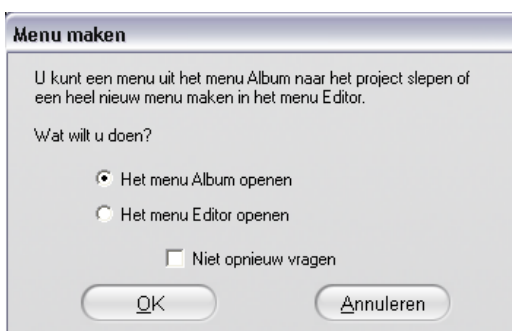 Menu maken
U kunt een menu uit het menu Album naar het project slepen of
een heel nieuw menu maken in het menu Editor.
Wat wilt u doen?
Het menu Album openen
Het menu Editor openen
Niet opnieuw vragen
OK Annuleren